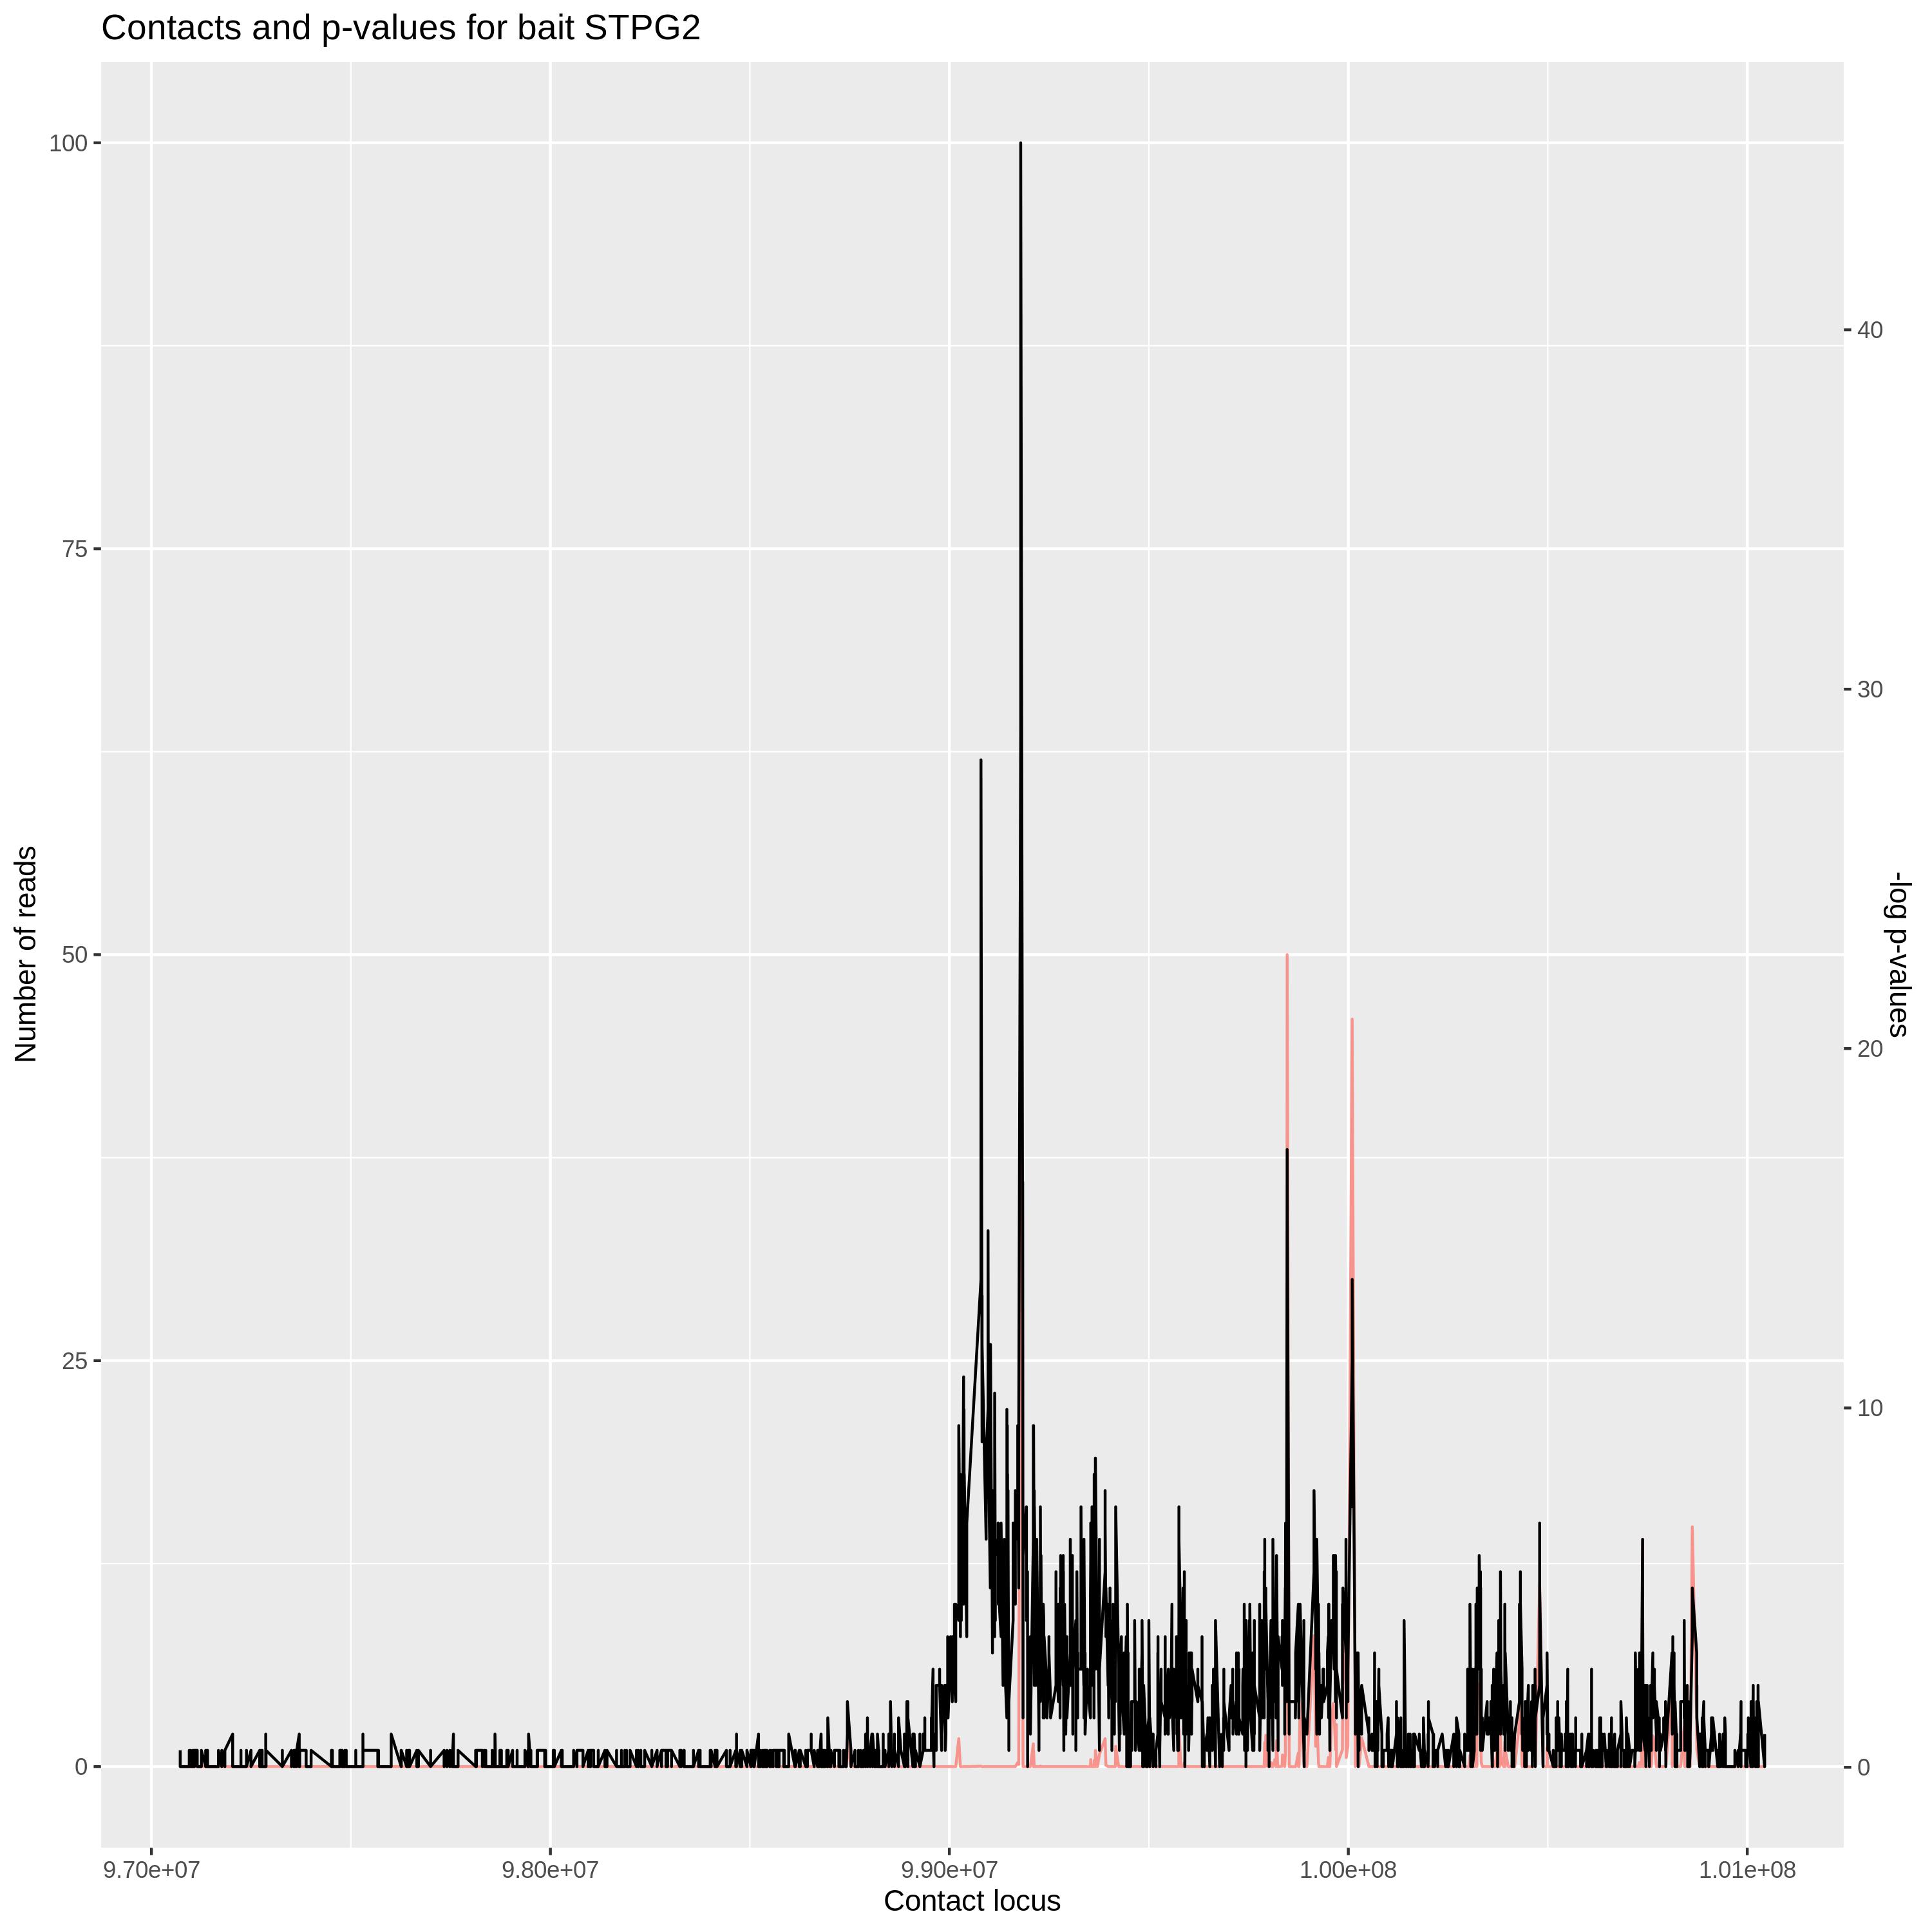 Contacts and p-values for bait STPG2
100
75
50
25
0
Number of reads
40
30
20
10
0
-log p-values
9.70e+07 9.80e+07 9.90e+07 1.00e+08 1.01e+08
Contact locus